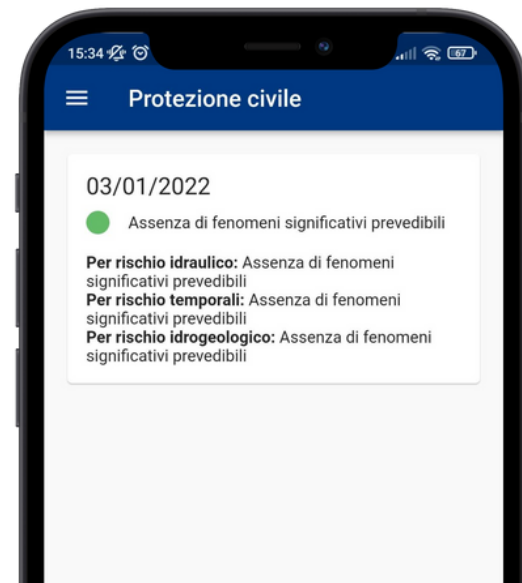 15:34
67
Protezione civile
03/01/2022
Assenza di fenomeni significativi prevedibili
Per rischio idraulico: Assenza di fenomeni
significativi prevedibili
Per rischio temporali: Assenza di fenomeni
significativi prevedibili
Per rischio idrogeologico: Assenza di fenomeni
significativi prevedibili